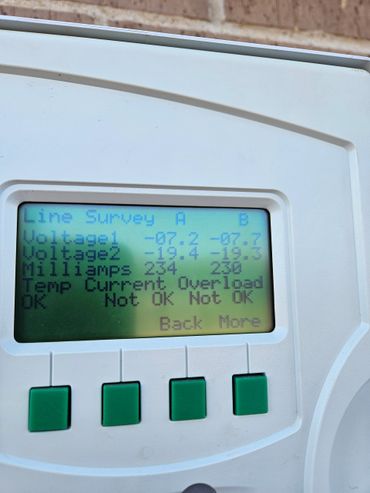 Line Survey A B
Voltage1 -07.2 -07.7
Voltage2 -19.4 -19.3
Milliamps 234 230
Temp Current Overload
OK Not OK Not OK
Back More